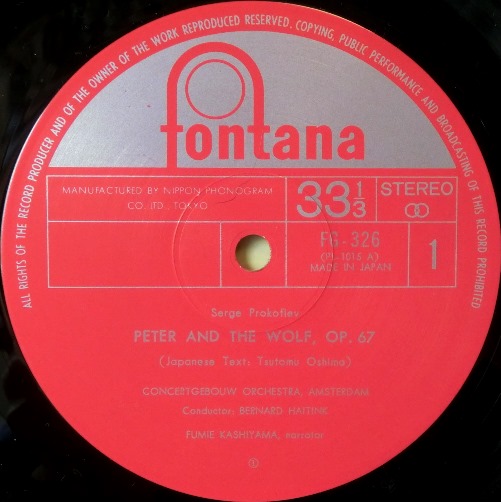 ALL RIGHTS OF THE RECORD PRODUCER AND OF THE OWNER OF THE WORK REPRODUCED RESERVED. COPYING, PUBLIC PERFORMANCE AND BROADCASTING OF THIS RECORD PROHIBITED
fontana
MANUFACTURED BY NIPPON PHONOGRAM
CO. LTD., TOKYO
33 1/3
STEREO
FG-326
(PL-1015 A)
MADE IN JAPAN
1
Serge Prokofiev
PETER AND THE WOLF, OP. 67
(Japanese Text: Tsutomu Oshima)
CONCERTGEBOUW ORCHESTRA, AMSTERDAM
Conductor: BERNARD HAITINK
FUMIE KASHIYAMA, narrator